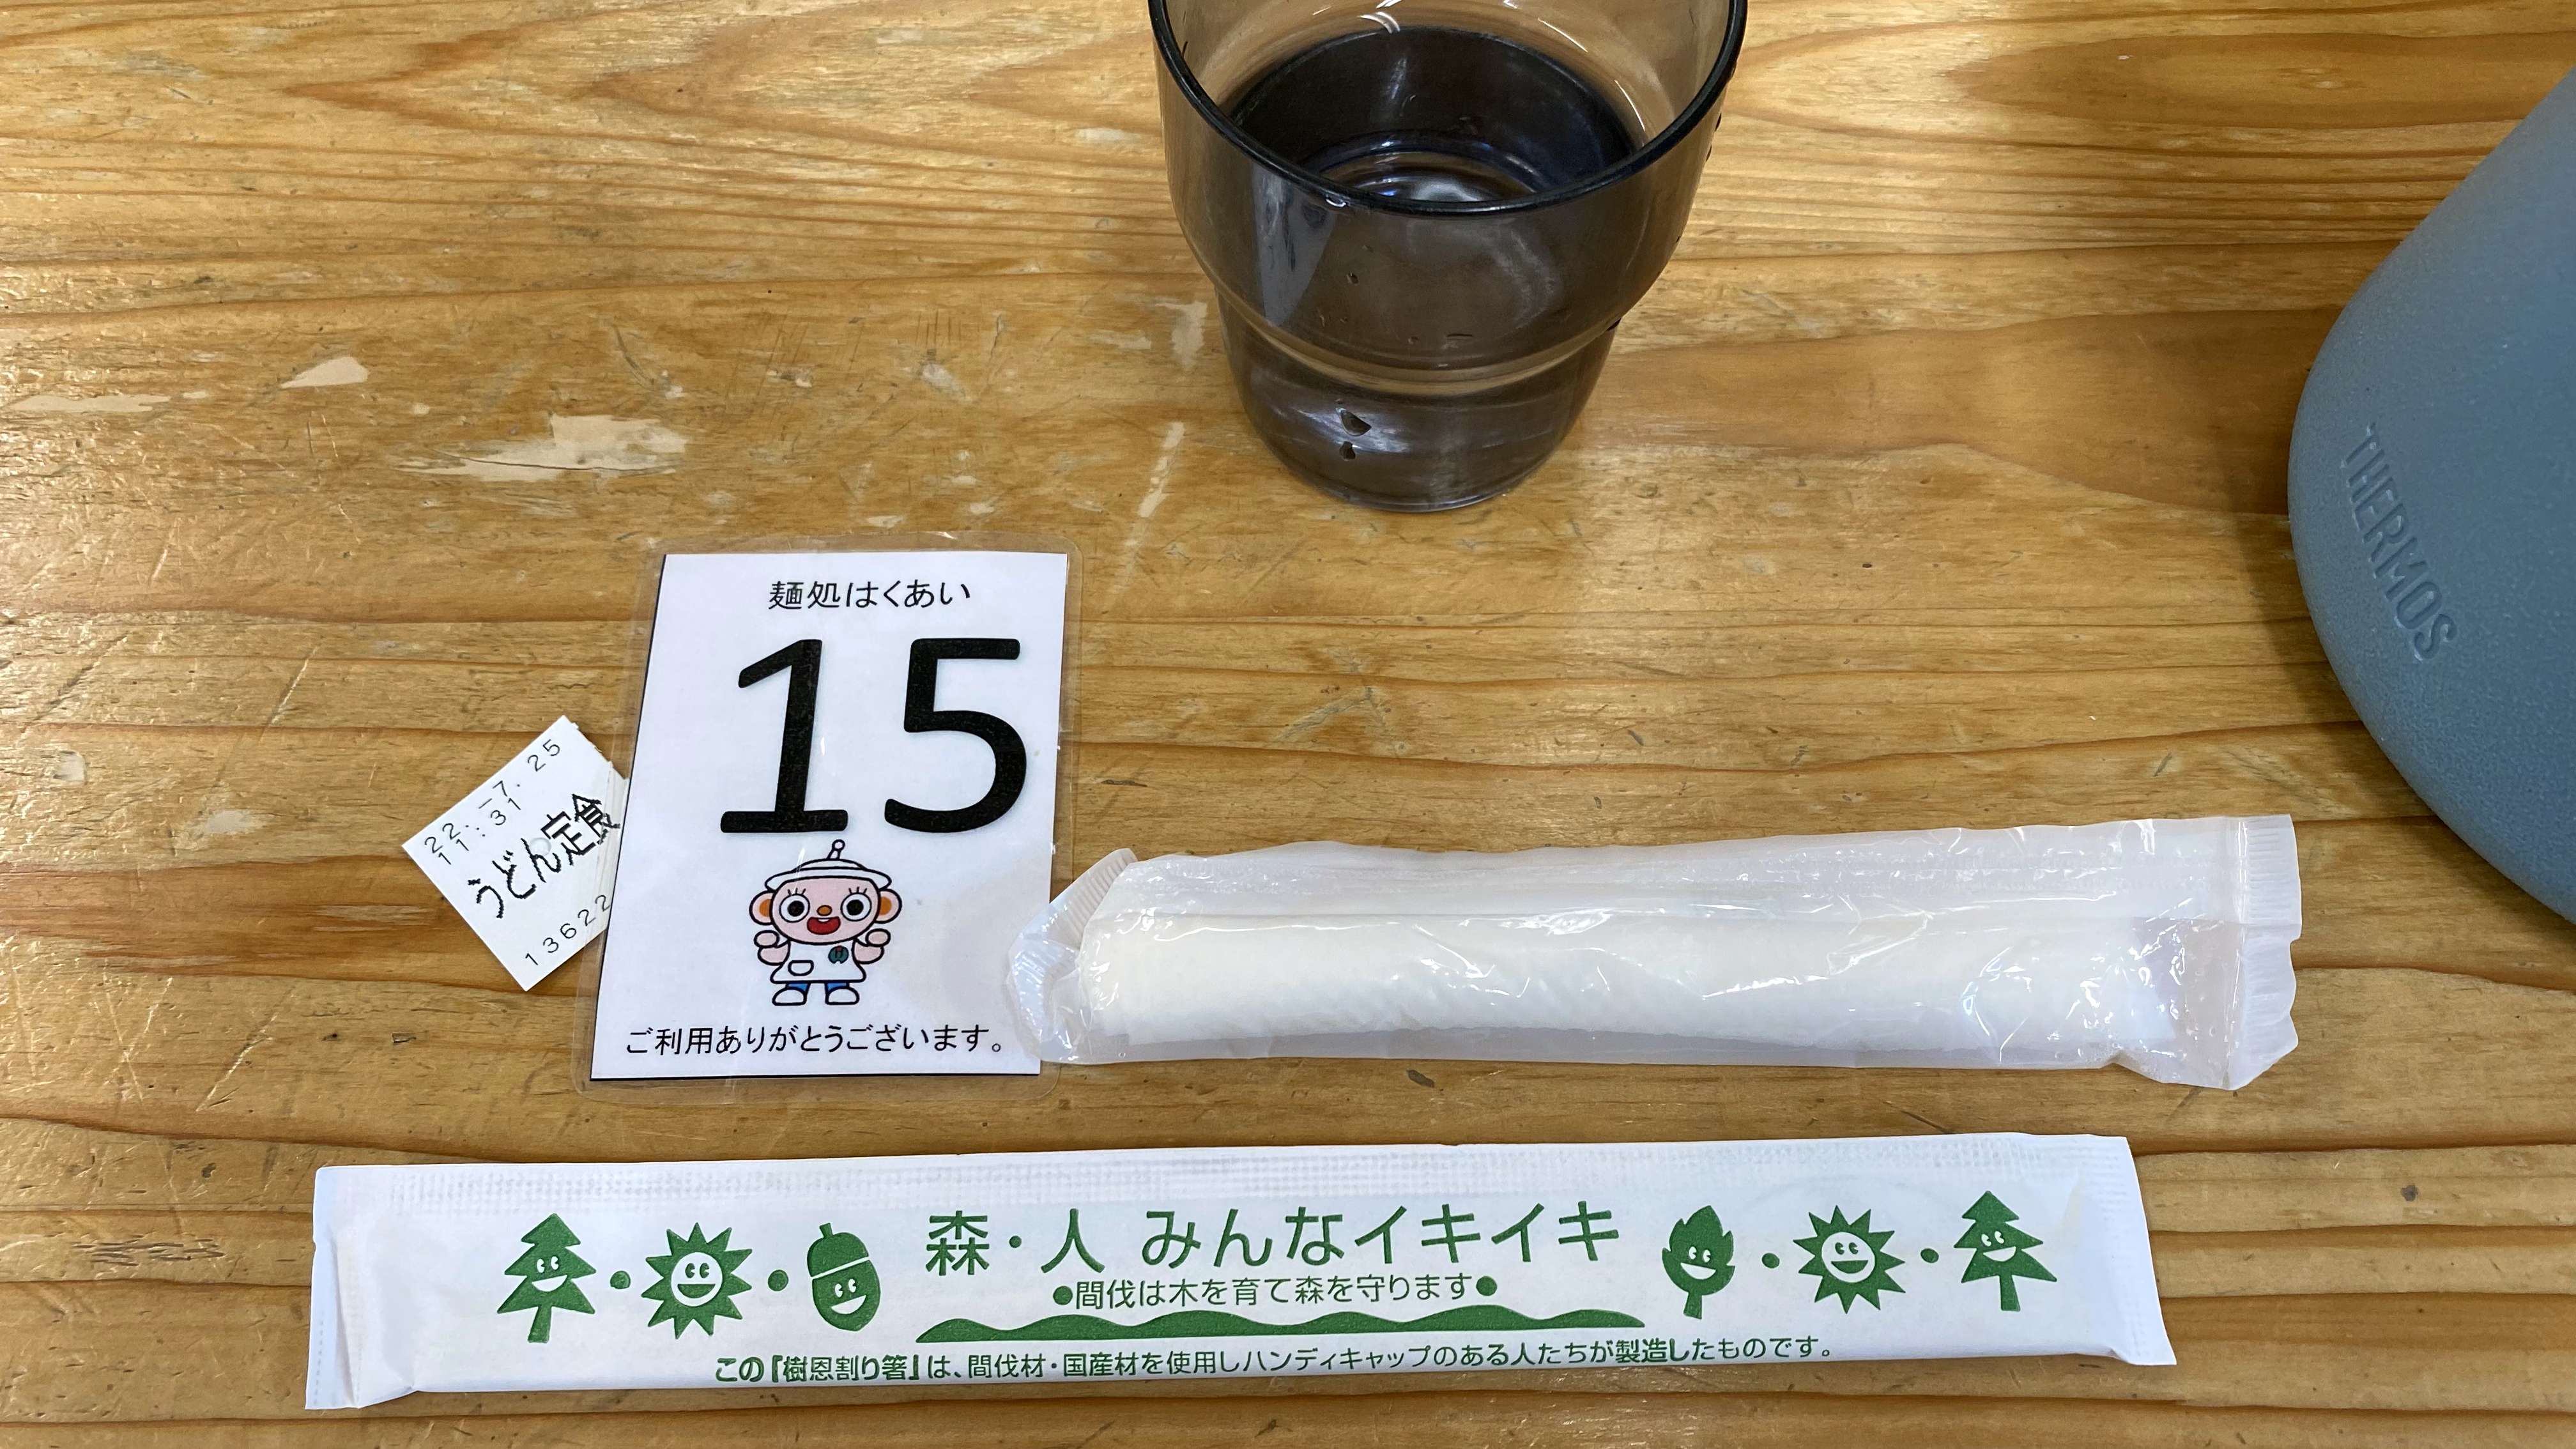 THERMOS
麺処はくあい
15
ご利用ありがとうございます。
22.-7.25
11:31
うどん定食
13622
森・人 みんなイキイキ
●間伐は木を育て森を守ります●
この『樹恩割り箸』は、間伐材・国産材を使用しハンディキャップのある人たちが製造したものです。